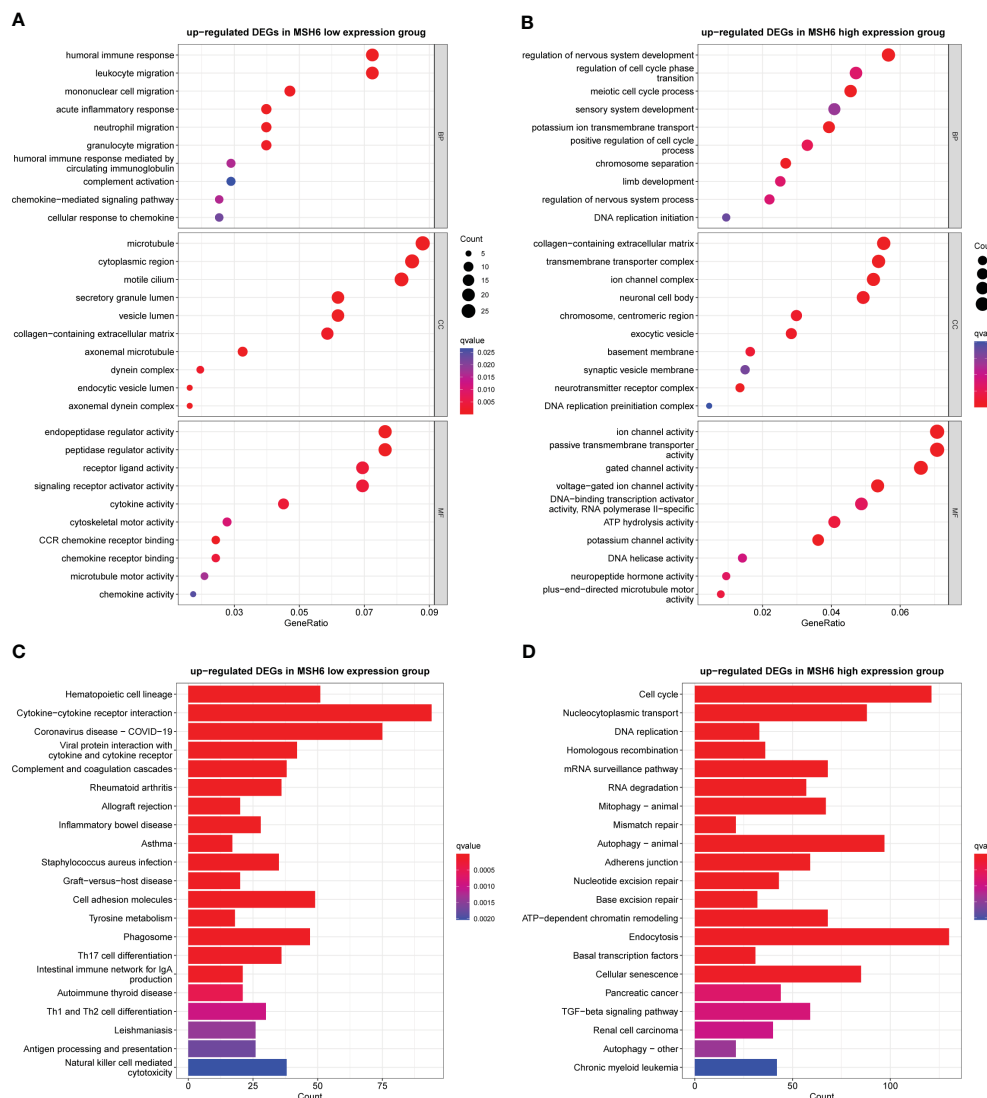 A
up-regulated DEGs in MSH6 low expression groug
humoral immune response
leukocyte migration
mononuclear cell migration
acute inflammatory response
neutrophil migration
granulocyte migration
humoral immune response mediated by
circulating immunoglobulin
complement activation
chemokine-mediated signaling pathway
cellular response to chemokine
BP
microtubule
cytoplasmic region
motile cilium
secretory granule lumen
vesicle lumen
collagen-containing extracellular matrix
axonemal microtubule
dynein complex
endocytic vesicle lumen
axonemal dynein complex
CC
endopeptidase regulator activity
peptidase regulator activity
receptor ligand activity
signaling receptor activator activity
cytokine activity
cytoskeletal motor activity
CCR chemokine receptor binding
chemokine receptor binding
microtubule motor activity
chemokine activity
MF
0.03 0.05 0.07 0.09
GeneRatio
Count
5
10
15
20
25
qvalue
0.025
0.020
0.015
0.010
0.005
B
up-regulated DEGs in MSH6 high expression groug
regulation of nervous system development
regulation of cell cycle phase
transition
meiotic cell cycle process
sensory system development
potassium ion transmembrane transport
positive regulation of cell cycle
process
chromosome separation
limb development
regulation of nervous system process
DNA replication initiation
BP
collagen-containing extracellular matrix
transmembrane transporter complex
ion channel complex
neuronal cell body
chromosome, centromeric region
exocytic vesicle
basement membrane
synaptic vesicle membrane
neurotransmitter receptor complex
DNA replication preinitiation complex
CC
ion channel activity
passive transmembrane transporter
activity
gated channel activity
voltage-gated ion channel activity
DNA-binding transcription activator
activity, RNA polymerase II-specific
ATP hydrolysis activity
potassium channel activity
DNA helicase activity
neuropeptide hormone activity
plus-end-directed microtubule motor
activity
MF
0.02 0.04 0.06
GeneRatio
C
up-regulated DEGs in MSH6 low expression group
Hematopoietic cell lineage
Cytokine-cytokine receptor interaction
Coronavirus disease - COVID-19
Viral protein interaction with
cytokine and cytokine receptor
Complement and coagulation cascades
Rheumatoid arthritis
Allograft rejection
Inflammatory bowel disease
Asthma
Staphylococcus aureus infection
Graft-versus-host disease
Cell adhesion molecules
Tyrosine metabolism
Phagosome
Th17 cell differentiation
Intestinal immune network for IgA
production
Autoimmune thyroid disease
Th1 and Th2 cell differentiation
Leishmaniasis
Antigen processing and presentation
Natural killer cell mediated
cytotoxicity
0 25 50 75
Count
qvalue
0.0005
0.0010
0.0015
0.0020
D
up-regulated DEGs in MSH6 high expression group
Cell cycle
Nucleocytoplasmic transport
DNA replication
Homologous recombination
mRNA surveillance pathway
RNA degradation
Mitophagy - animal
Mismatch repair
Autophagy - animal
Adherens junction
Nucleotide excision repair
Base excision repair
ATP-dependent chromatin remodeling
Endocytosis
Basal transcription factors
Cellular senescence
Pancreatic cancer
TGF-beta signaling pathway
Renal cell carcinoma
Autophagy - other
Chronic myeloid leukemia
0 50 100
Count